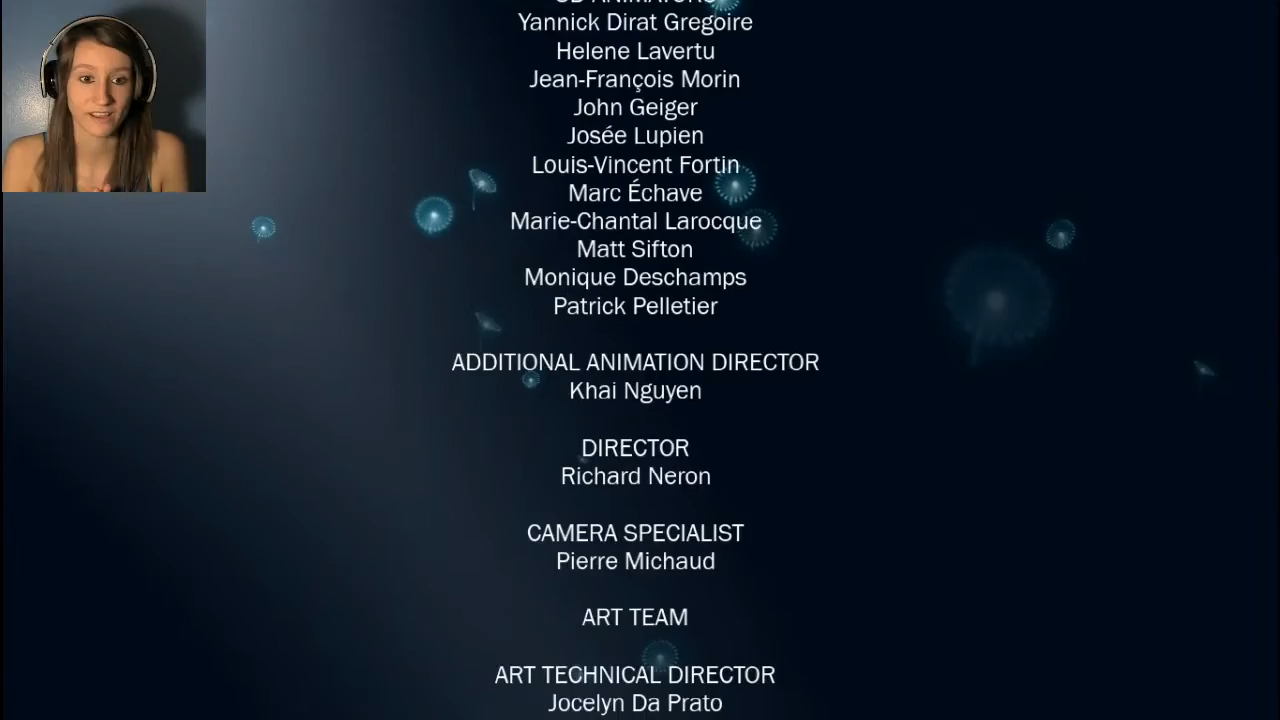 Yannick Dirat Gregoire
Helene Lavertu
Jean-François Morin
John Geiger
Josée Lupien
Louis-Vincent Fortin
Marc Échave
Marie-Chantal Larocque
Matt Sifton
Monique Deschamps
Patrick Pelletier
ADDITIONAL ANIMATION DIRECTOR
Khai Nguyen
DIRECTOR
Richard Neron
CAMERA SPECIALIST
Pierre Michaud
ART TEAM
ART TECHNICAL DIRECTOR
Jocelyn Da Prato